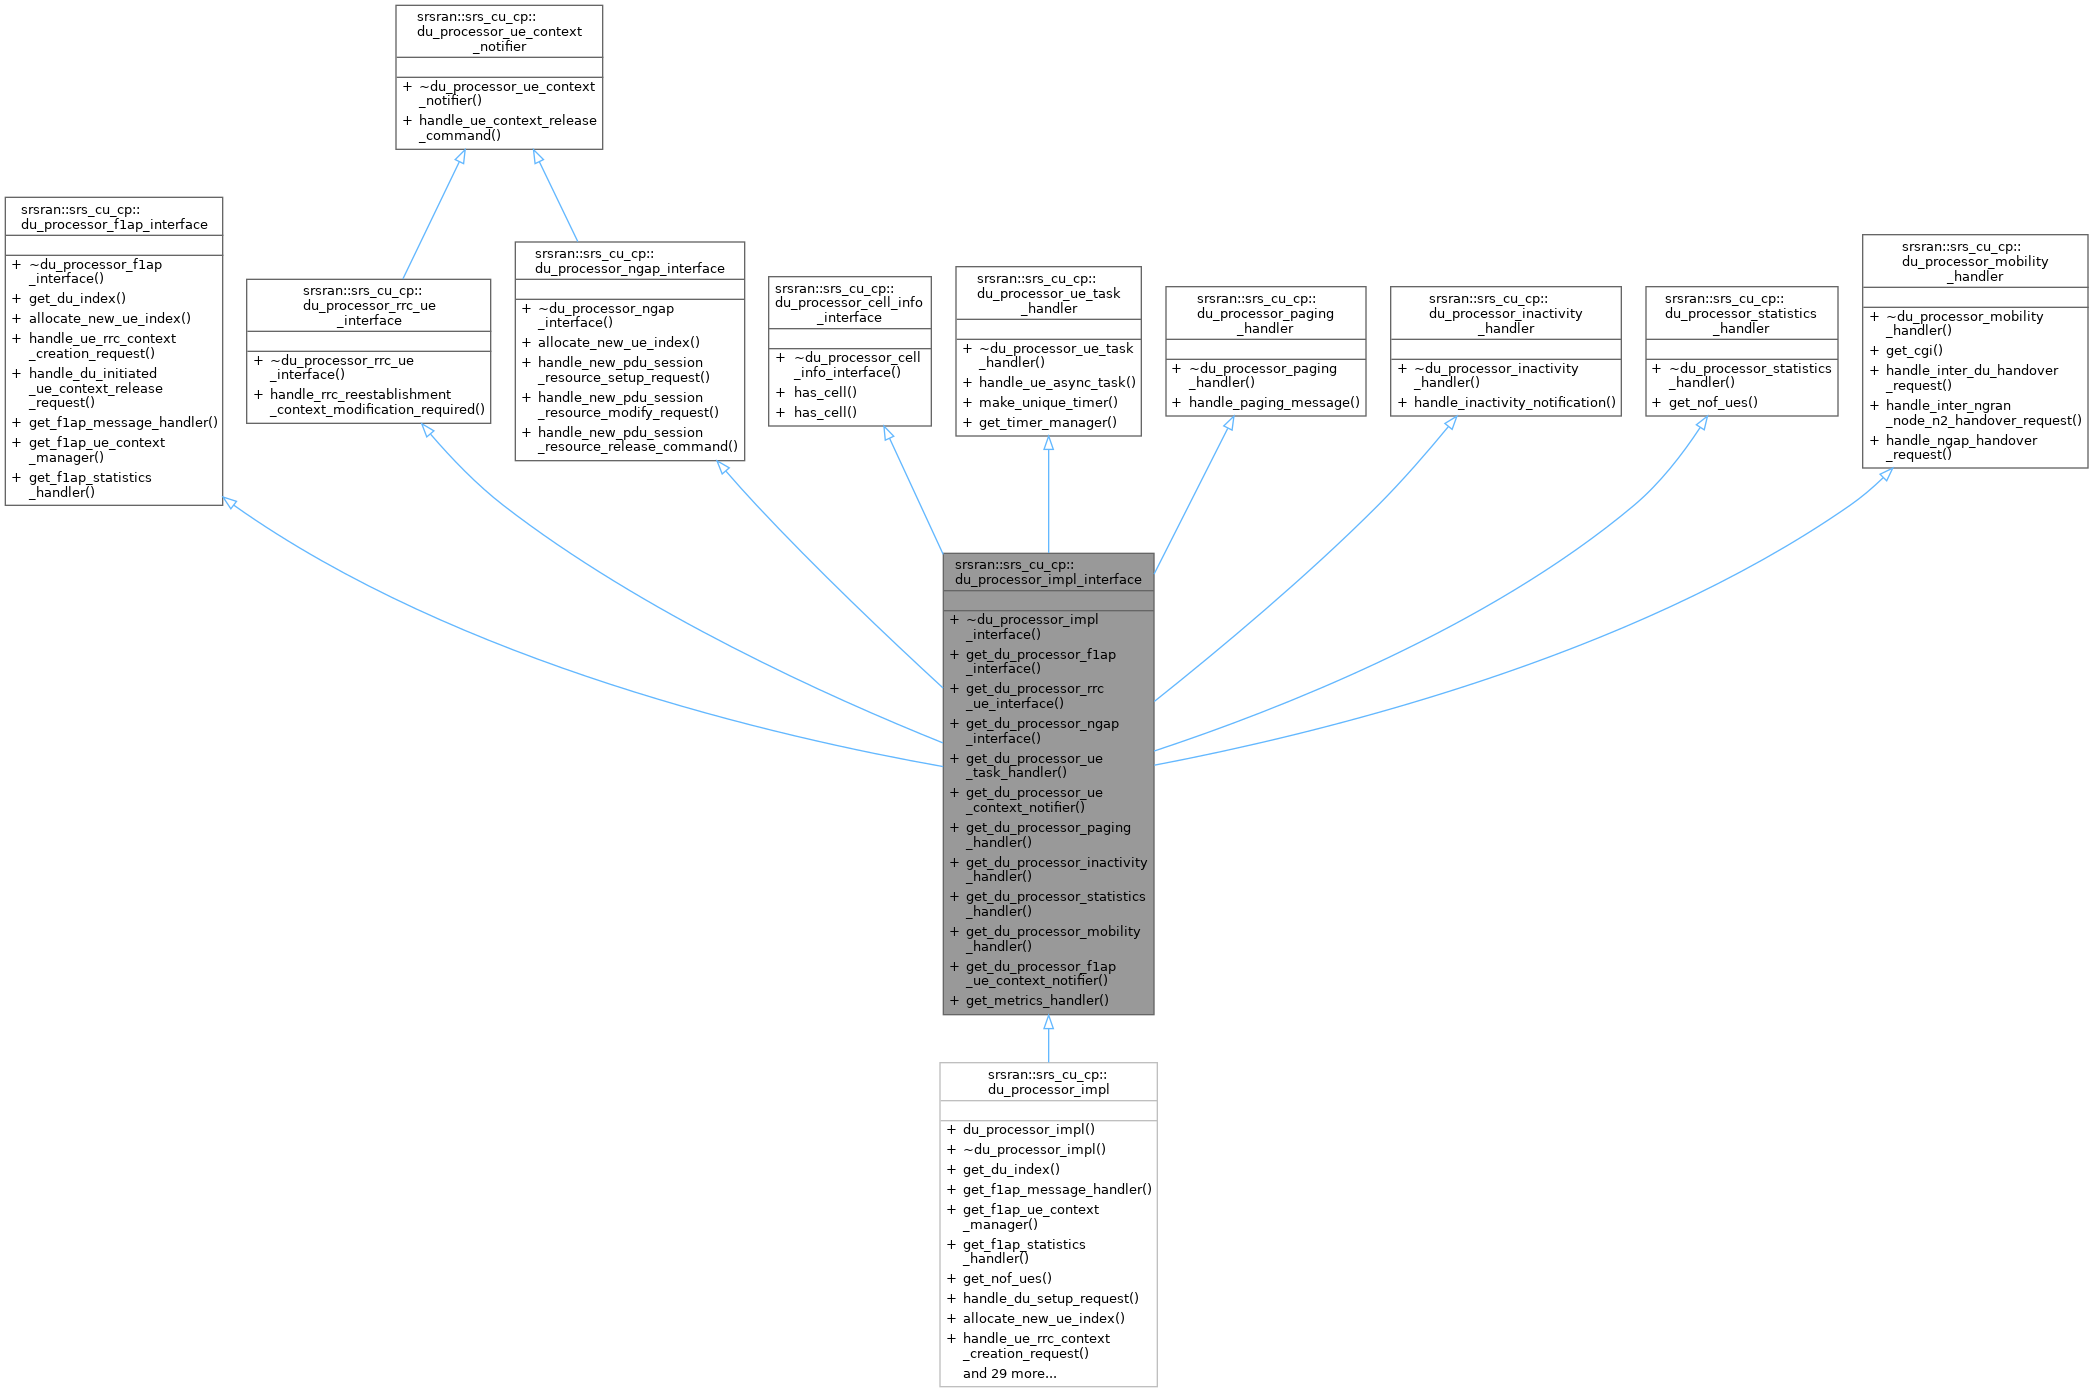 srsran::srs_cu_cp::
du_processor_ue_context
_notifier
+ ~du_processor_ue_context
_notifier()
+ handle_ue_context_release
_command()
srsran::srs_cu_cp::
du_processor_f1ap_interface
+ ~du_processor_f1ap
_interface()
+ get_du_index()
+ allocate_new_ue_index()
+ handle_ue_rrc_context
_creation_request()
+ handle_du_initiated
_ue_context_release
_request()
+ get_f1ap_message_handler()
+ get_f1ap_ue_context
_manager()
+ get_f1ap_statistics
_handler()
srsran::srs_cu_cp::
du_processor_rrc_ue
_interface
+ ~du_processor_rrc_ue
_interface()
+ handle_rrc_reestablishment
_context_modification_required()
srsran::srs_cu_cp::
du_processor_ngap_interface
+ ~du_processor_ngap
_interface()
+ allocate_new_ue_index()
+ handle_new_pdu_session
_resource_setup_request()
+ handle_new_pdu_session
_resource_modify_request()
+ handle_new_pdu_session
_resource_release_command()
srsran::srs_cu_cp::
du_processor_cell_info
_interface
+ ~du_processor_cell
_info_interface()
+ has_cell()
+ has_cell()
srsran::srs_cu_cp::
du_processor_ue_task
_handler
+ ~du_processor_ue_task
_handler()
+ handle_ue_async_task()
+ make_unique_timer()
+ get_timer_manager()
srsran::srs_cu_cp::
du_processor_paging
_handler
+ ~du_processor_paging
_handler()
+ handle_paging_message()
srsran::srs_cu_cp::
du_processor_inactivity
_handler
+ ~du_processor_inactivity
_handler()
+ handle_inactivity_notification()
srsran::srs_cu_cp::
du_processor_statistics
_handler
+ ~du_processor_statistics
_handler()
+ get_nof_ues()
srsran::srs_cu_cp::
du_processor_mobility
_handler
+ ~du_processor_mobility
_handler()
+ get_cgi()
+ handle_inter_du_handover
_request()
+ handle_inter_ngran
_node_n2_handover_request()
+ handle_ngap_handover
_request()
srsran::srs_cu_cp::
du_processor_impl_interface
+ ~du_processor_impl
_interface()
+ get_du_processor_f1ap
_interface()
+ get_du_processor_rrc
_ue_interface()
+ get_du_processor_ngap
_interface()
+ get_du_processor_ue
_task_handler()
+ get_du_processor_ue
_context_notifier()
+ get_du_processor_paging
_handler()
+ get_du_processor_inactivity
_handler()
+ get_du_processor_statistics
_handler()
+ get_du_processor_mobility
_handler()
+ get_du_processor_f1ap
_ue_context_notifier()
+ get_metrics_handler()
srsran::srs_cu_cp::
du_processor_impl
+ du_processor_impl()
+ ~du_processor_impl()
+ get_du_index()
+ get_f1ap_message_handler()
+ get_f1ap_ue_context
_manager()
+ get_f1ap_statistics
_handler()
+ get_nof_ues()
+ handle_du_setup_request()
+ allocate_new_ue_index()
+ handle_ue_rrc_context
_creation_request()
and 29 more...